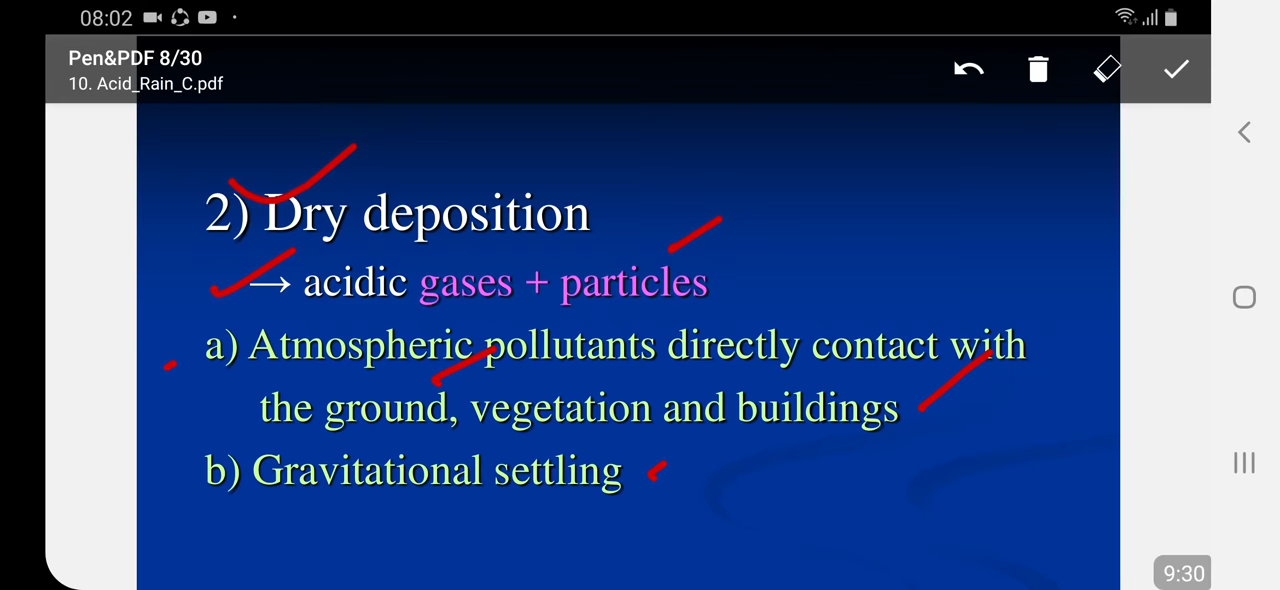 08:02
Pen&PDF 8/30
10. Acid_Rain_C.pdf
2) Dry deposition
→ acidic gases + particles
a) Atmospheric pollutants directly contact with
the ground, vegetation and buildings
b) Gravitational settling
9:30